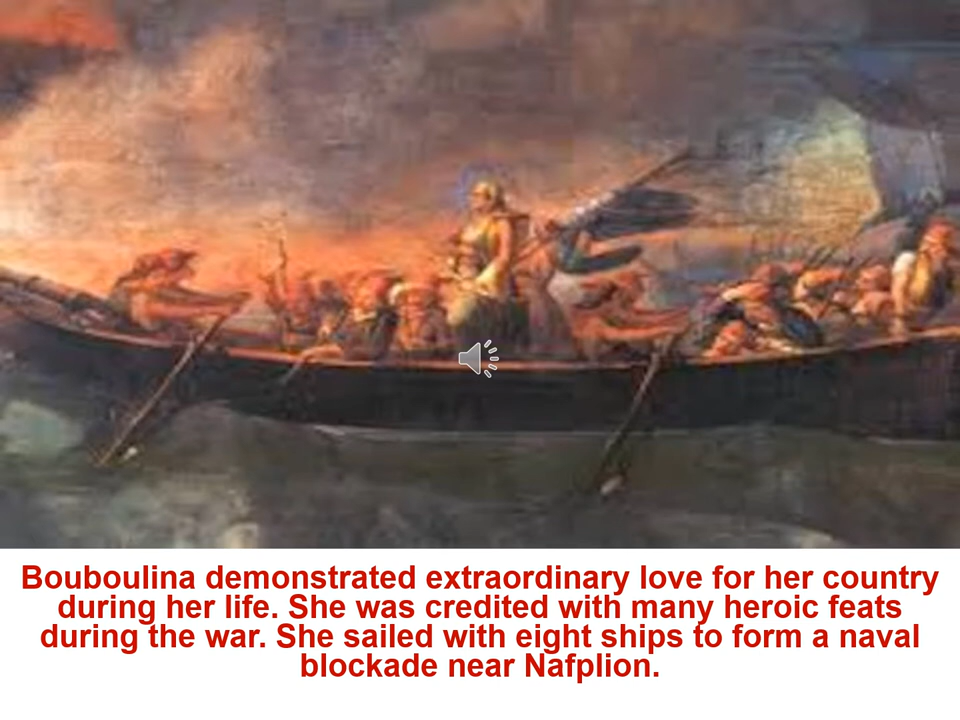 Bouboulina demonstrated extraordinary love for her country
during her life. She was credited with many heroic feats
during the war. She sailed with eight ships to form a naval
blockade near Nafplion.